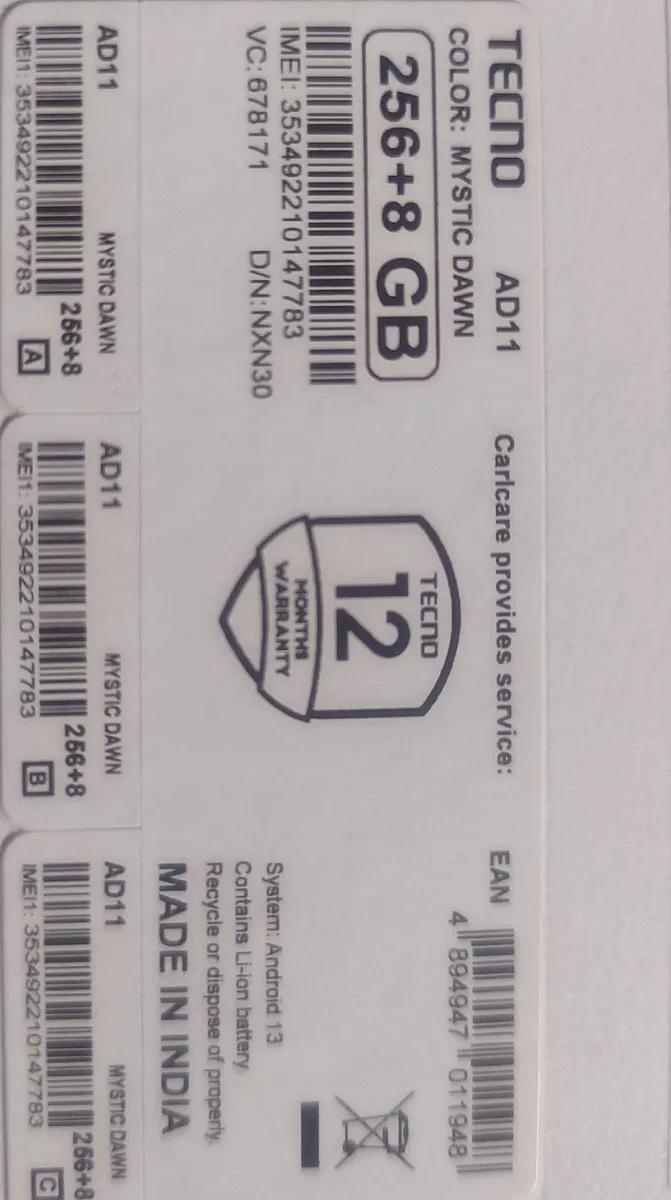 TECNO AD11
COLOR: MYSTIC DAWN
256+8 GB
IMEI: 353492210147783
VC: 678171 D/N:NXN30
Carlcare provides service:
TECNO
12
MONTHS
WARRANTY
EAN
4 894947 011948
System: Android 13
Contains Li-ion battery
Recycle or dispose of properly.
MADE IN INDIA
AD11 MYSTIC DAWN
256+8
IMEI1: 353492210147783 A
AD11 MYSTIC DAWN
256+8
IMEI1: 353492210147783 B
AD11 MYSTIC DAWN
256+8
IMEI1: 353492210147783 C